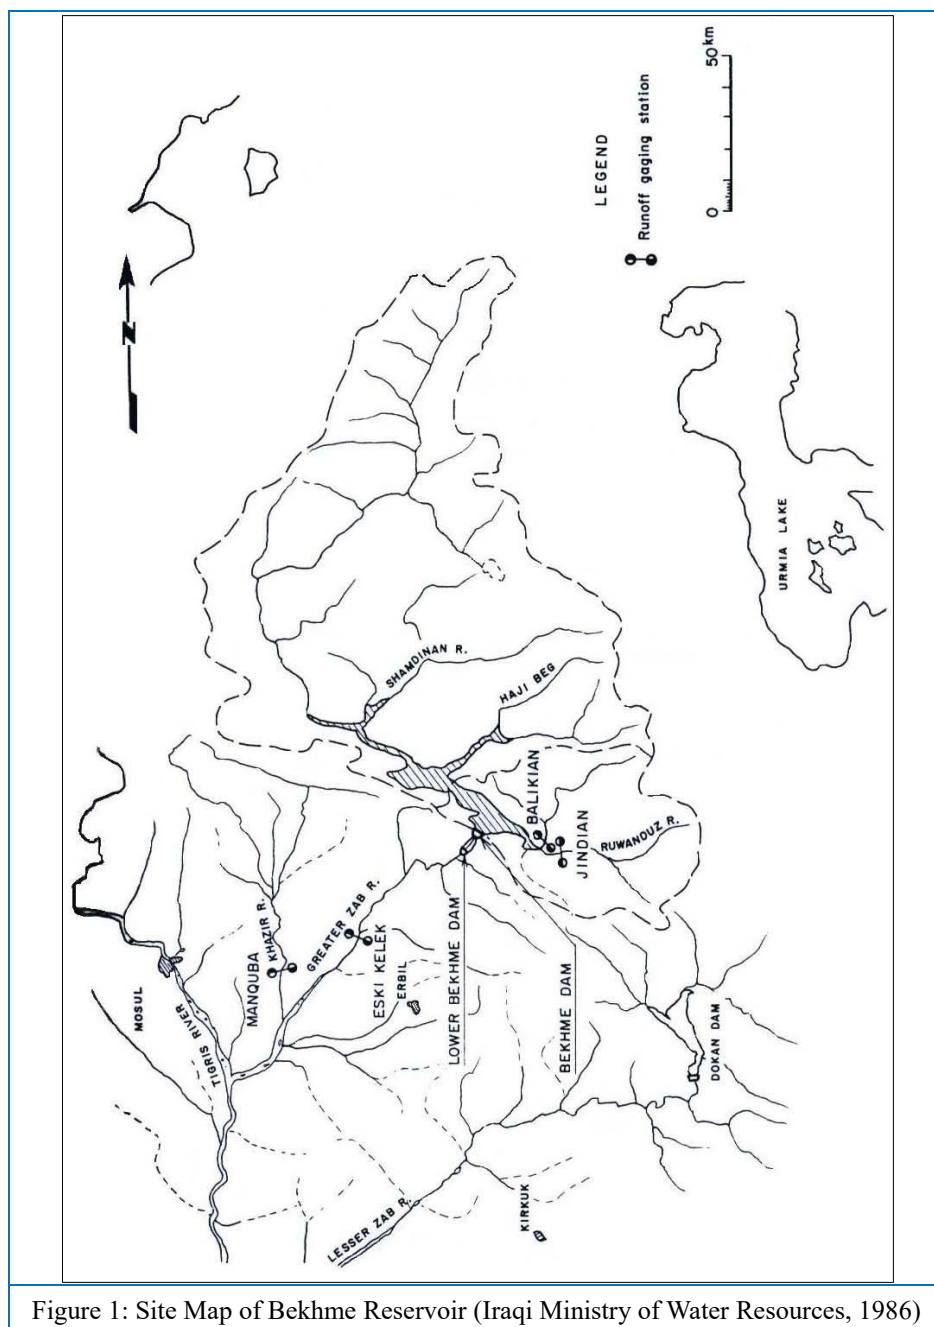 50 km
0
LEGEND
Runoff gaging station
N
URMIA LAKE
SHAMDINAN R.
HAJI BEG
BALIKIAN
JINDIAN
RUWANDUZ R.
KHAZIR R.
MANQUBA
GREATER ZAB R.
ESKI KELEK
ERBIL
LOWER BEKHME DAM
BEKHME DAM
MOSUL
TIGRIS RIVER
DOKAN DAM
KIRKUK
LESSER ZAB R.
Figure 1: Site Map of Bekhme Reservoir (Iraqi Ministry of Water Resources, 1986)